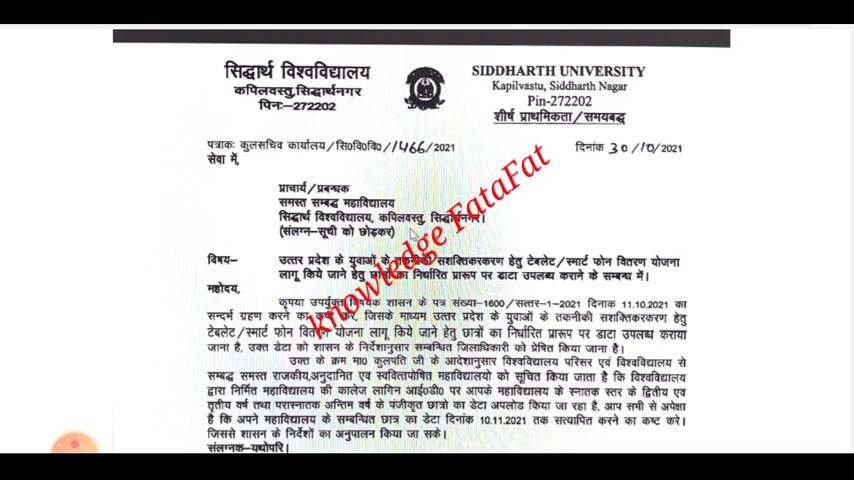 सिद्धार्थ विश्वविद्यालय
कपिलवस्तु,सिद्धार्थनगर
पिनः–272202
SIDDHARTH UNIVERSITY
Kapilvastu, Siddharth Nagar
Pin-272202
शीर्ष प्राथमिकता/समयबद्ध
पत्राकः कुलसचिव कार्यालय/सि0वि0वि0/1466/2021
दिनांक 30/10/2021
सेवा में,
प्राचार्य/प्रबन्धक
समस्त सम्बद्ध महाविद्यालय
सिद्धार्थ विश्वविद्यालय, कपिलवस्तु, सिद्धार्थनगर।
(संलग्न–सूची को छोड़कर)
विषय– उत्तर प्रदेश के युवाओं के तकनीकी सशक्तिकरकरण हेतु टेबलेट/स्मार्ट फोन वितरण योजना
लागू किये जाने हेतु छात्रों का निर्धारित प्रारूप पर डाटा उपलब्ध कराने के सम्बन्ध में।
महोदय,
कृपया उपर्युक्त विषयक शासन के पत्र संख्या–1600/सत्तर–1–2021 दिनांक 11.10.2021 का
सन्दर्भ ग्रहण करने का कष्ट करें, जिसके माध्यम उत्तर प्रदेश के युवाओं के तकनीकी सशक्तिकरकरण हेतु
टेबलेट/स्मार्ट फोन वितरण योजना लागू किये जाने हेतु छात्रों का निर्धारित प्रारूप पर डाटा उपलब्ध कराया
जाना है, उक्त डेटा को शासन के निर्देशानुसार सम्बन्धित जिलाधिकारी को प्रेषित किया जाना है।
उक्त के क्रम मा0 कुलपति जी के आदेशानुसार विश्वविद्यालय परिसर एवं विश्वविद्यालय से
सम्बद्ध समस्त राजकीय,अनुदानित एवं स्ववित्तपोषित महाविद्यालयो को सूचित किया जाता है कि विश्वविद्यालय
द्वारा निर्मित महाविद्यालय की कालेज लागिन आई0डी0 पर आपके महाविद्यालय के स्नातक स्तर के द्वितीय एव
तृतीय वर्ष तथा परास्नातक अन्तिम वर्ष के पंजीकृत छात्रो का डेटा अपलोड किया जा रहा है, आप सभी से अपेक्षा
है कि अपने महाविद्यालय के सम्बन्धित छात्र का डेटा दिनांक 10.11.2021 तक सत्यापित करने का कष्ट करे।
जिससे शासन के निर्देशों का अनुपालन किया जा सके।
संलग्नक–यथोपरि।
knowledge FataFat